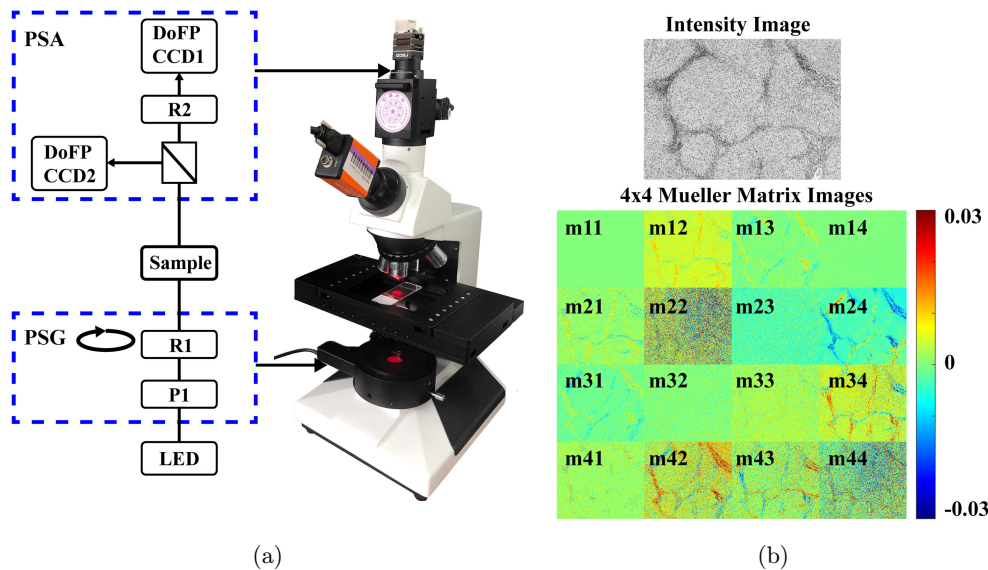 PSA
DoFP
CCD1
R2
DoFP
CCD2
Sample
PSG
R1
P1
LED
Intensity Image
4x4 Mueller Matrix Images
m11
m12
m13
m14
m21
m22
m23
m24
m31
m32
m33
m34
m41
m42
m43
m44
0.03
0
-0.03
(a)
(b)